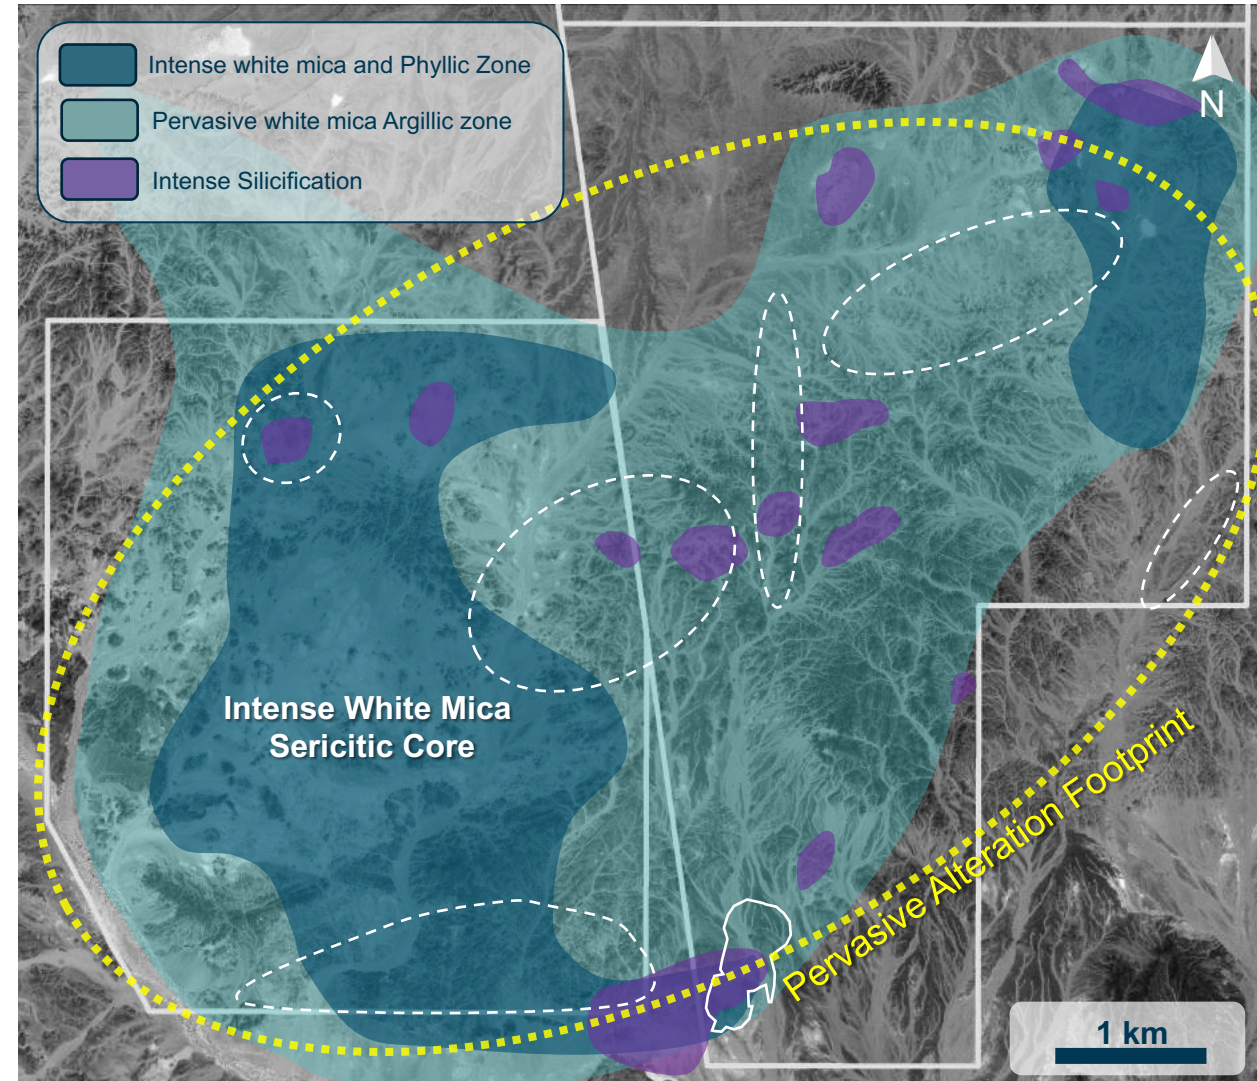 Intense white mica and Phyllic Zone
Pervasive white mica Argillic zone
Intense Silicification
N
Intense White Mica
Sericitic Core
Pervasive Alteration Footprint
1 km